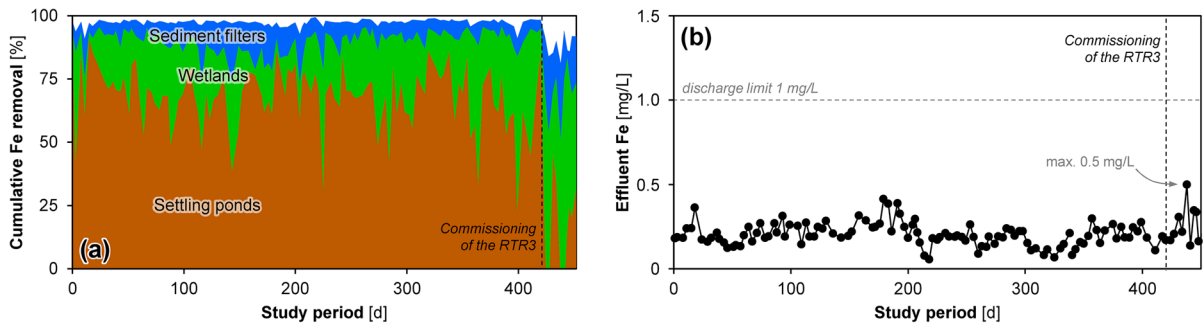 100
75
50
25
0
Cumulative Fe removal [%]
Sediment filters
Wetlands
Settling ponds
Commissioning
of the RTR3
(a)
0
100
200
300
400
Study period [d]
(b)
1.5
1.0
0.5
0
Effluent Fe [mg/L]
Commissioning
of the RTR3
discharge limit 1 mg/L
max. 0.5 mg/L
0
100
200
300
400
Study period [d]